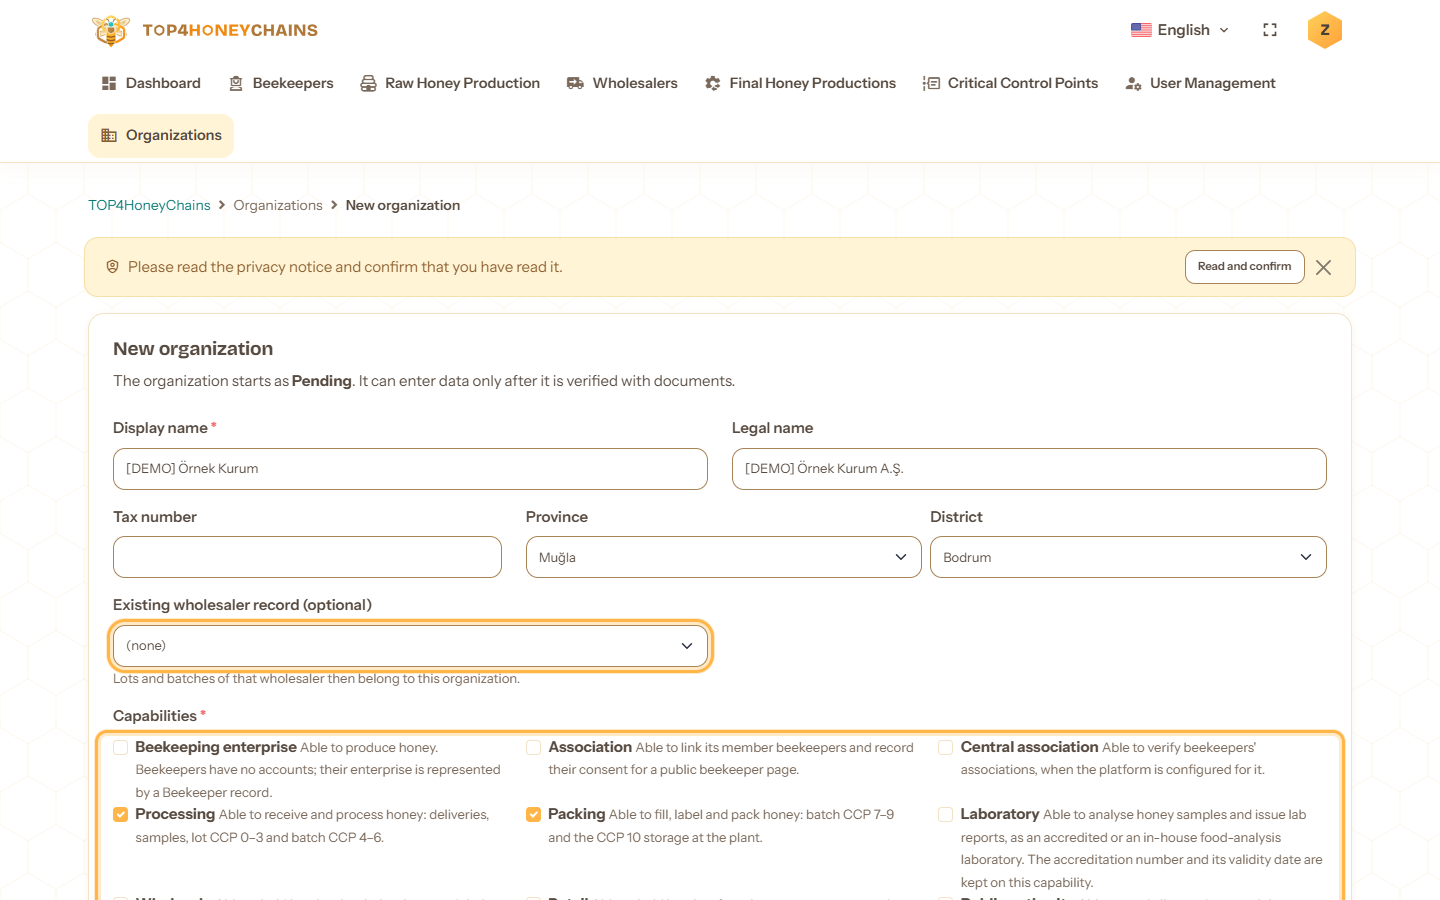 TOP4HONEYCHAINS
English
Z
Dashboard
Beekeepers
Raw Honey Production
Wholesalers
Final Honey Productions
Critical Control Points
User Management
Organizations
TOP4HoneyChains > Organizations > New organization
Please read the privacy notice and confirm that you have read it.
Read and confirm
New organization
The organization starts as Pending. It can enter data only after it is verified with documents.
Display name *
Legal name
[DEMO] Örnek Kurum
[DEMO] Örnek Kurum A.Ş.
Tax number
Province
District
Muğla
Bodrum
Existing wholesaler record (optional)
(none)
Lots and batches of that wholesaler then belong to this organization.
Capabilities *
Beekeeping enterprise Able to produce honey.
Beekeepers have no accounts; their enterprise is represented
by a Beekeeper record.
Association Able to link its member beekeepers and record
their consent for a public beekeeper page.
Central association Able to verify beekeepers'
associations, when the platform is configured for it.
Processing Able to receive and process honey: deliveries,
samples, lot CCP 0–3 and batch CCP 4–6.
Packing Able to fill, label and pack honey: batch CCP 7–9
and the CCP 10 storage at the plant.
Laboratory Able to analyse honey samples and issue lab
reports, as an accredited or an in-house food-analysis
laboratory. The accreditation number and its validity date are
kept on this capability.